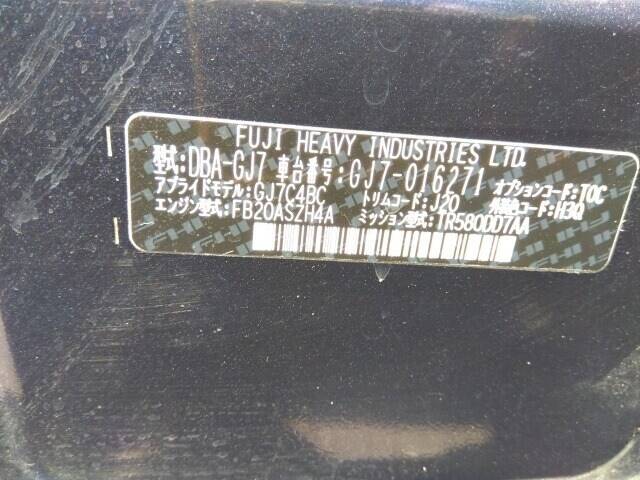 FUJI HEAVY INDUSTRIES LTD.
型式:DBA-GJ7 車台番号:GJ7-016271
アプライドモデル:GJ7C4BC トリムコード:J20 オプションコード:TOC
エンジン型式:FB20ASZH4A ミッション型式:TR580DD7AA 外装色コード:H3Q